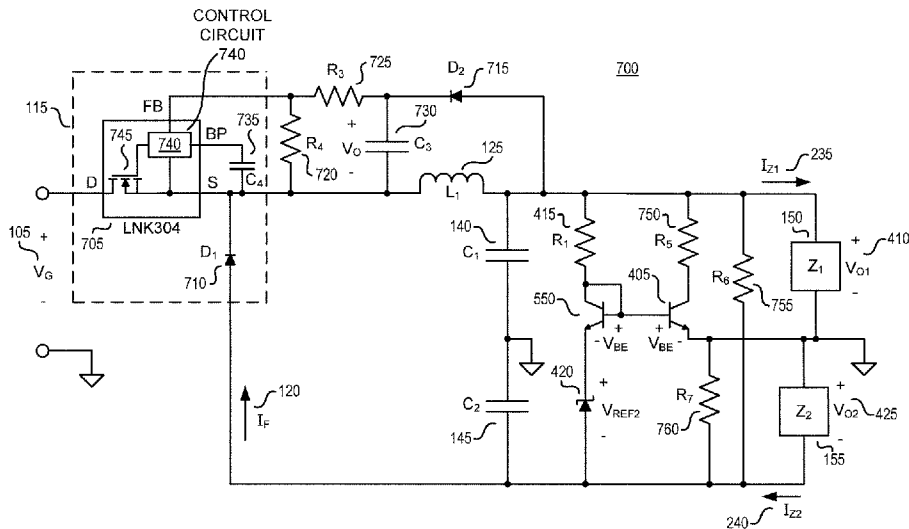 CONTROL
CIRCUIT
740
700
115
FB
R3
725
D2
715
745
740
BP
735
R4
720
+
VO
-
730
C3
125
L1
IZ1
235
D
S
C4
LNK304
705
105
+
VG
-
D1
710
140
C1
415
R1
750
R5
R6
755
150
Z1
+
VO1
-
410
550
405
+
VBE
-
+
VBE
-
120
IF
C2
145
420
+
VREF2
-
R7
760
Z2
155
+
VO2
-
425
240
IZ2